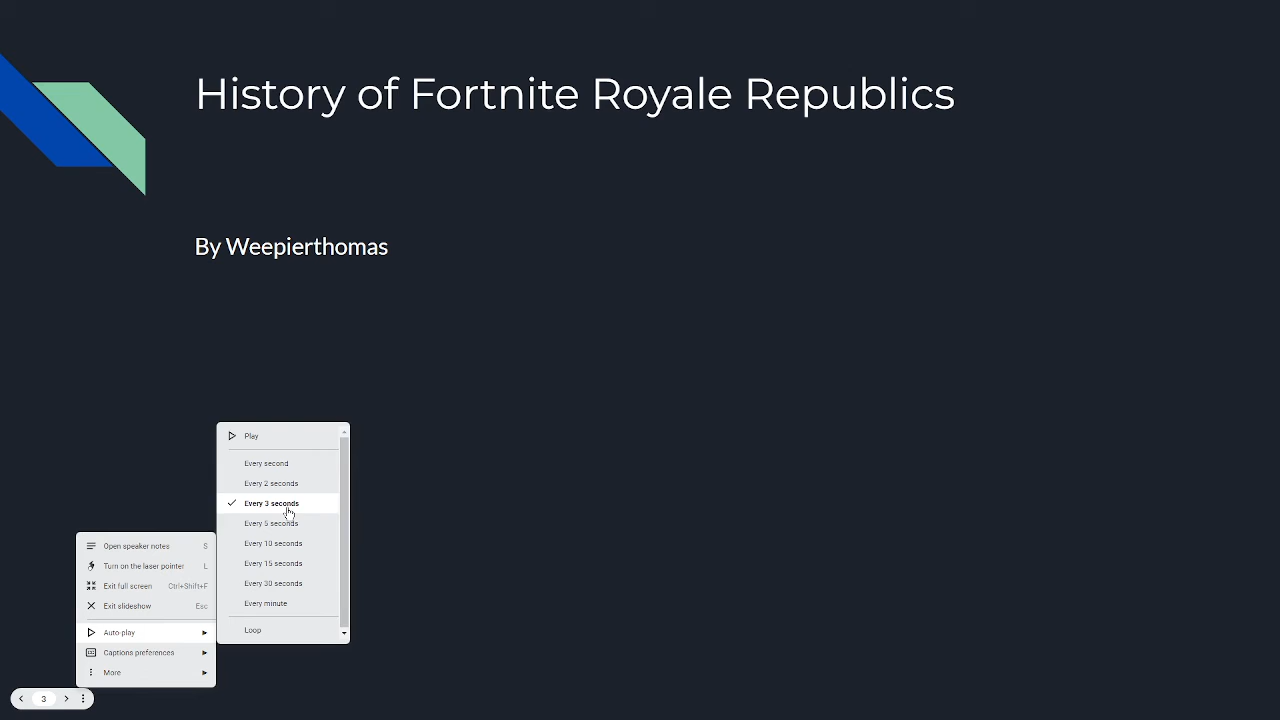 History of Fortnite Royale Republics
By Weepierthomas
Play
Every second
Every 2 seconds
Every 3 seconds
Every 5 seconds
Every 10 seconds
Every 15 seconds
Every 30 seconds
Every minute
Loop
Open speaker notes S
Turn on the laser pointer L
Exit full screen Ctrl+Shift+F
Exit slideshow Esc
Auto-play
Captions preferences
More
3